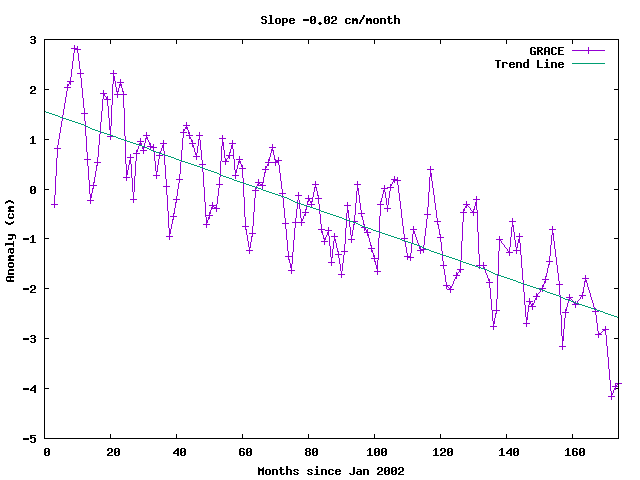 Slope -0.02 cm/month
GRACE
Trend Line
3
2
1
0
-1
-2
-3
-4
-5
Anomaly (cm)
0 20 40 60 80 100 120 140 160
Months since Jan 2002